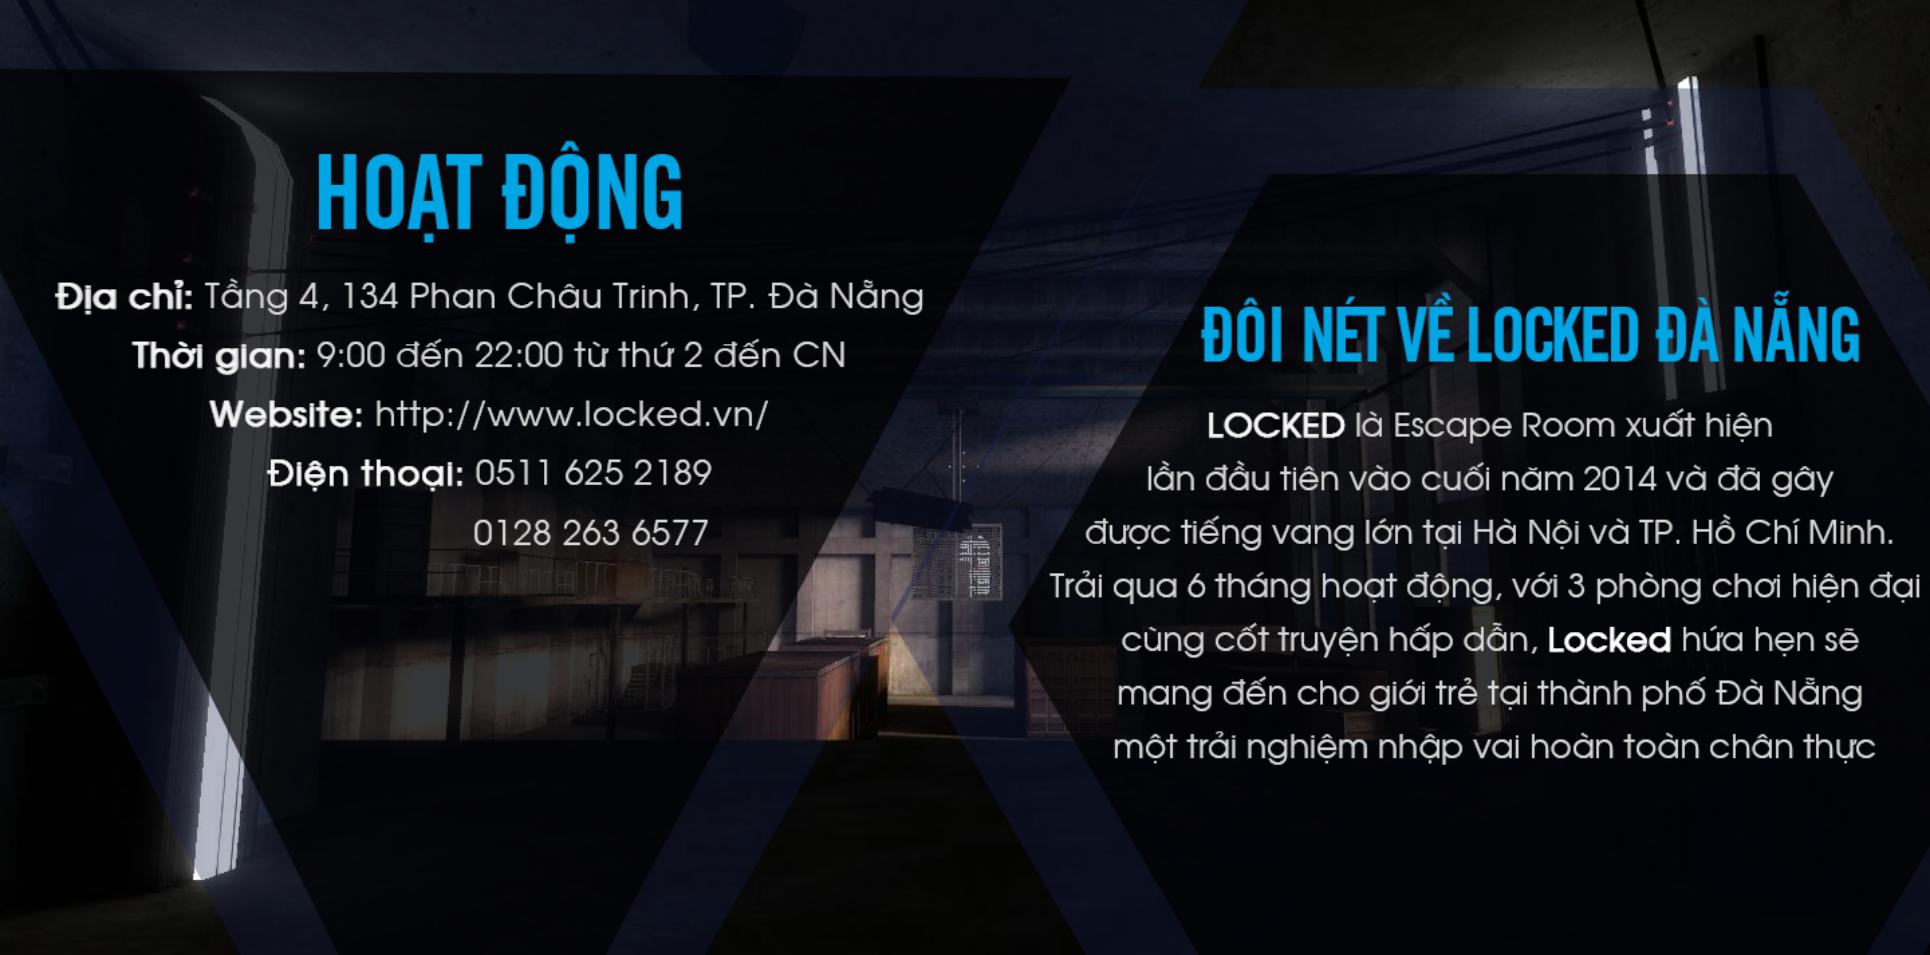 HOẠT ĐỘNG
Địa chỉ: Tầng 4, 134 Phan Châu Trinh, TP. Đà Nẵng
Thời gian: 9:00 đến 22:00 từ thứ 2 đến CN
Website: http://www.locked.vn/
Điện thoại: 0511 625 2189
0128 263 6577
ĐÔI NÉT VỀ LOCKED ĐÀ NẴNG
LOCKED là Escape Room xuất hiện
lần đầu tiên vào cuối năm 2014 và đã gây
được tiếng vang lớn tại Hà Nội và TP. Hồ Chí Minh.
Trải qua 6 tháng hoạt động, với 3 phòng chơi hiện đại
cùng cốt truyện hấp dẫn, Locked hứa hẹn sẽ
mang đến cho giới trẻ tại thành phố Đà Nẵng
một trải nghiệm nhập vai hoàn toàn chân thực